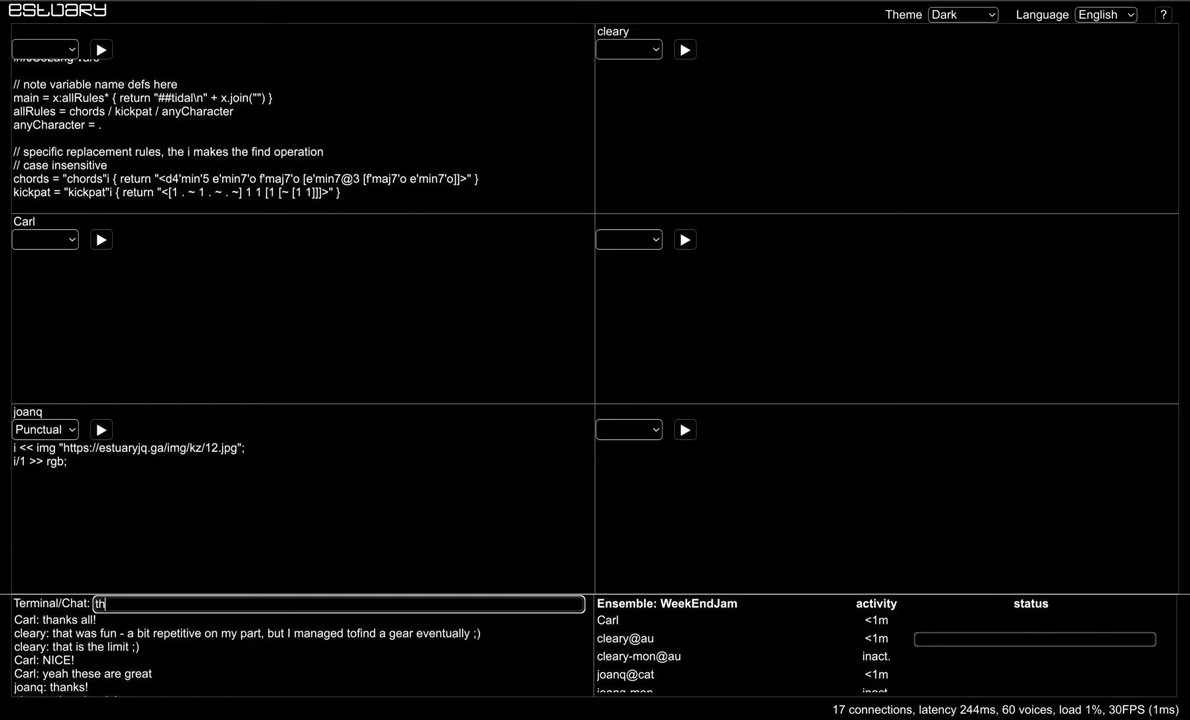 estuary
Theme Dark Language English ?
cleary
// note variable name defs here
main = x:allRules* { return "##tidal\n" + x.join("") }
allRules = chords / kickpat / anyCharacter
anyCharacter = .
// specific replacement rules, the i makes the find operation
// case insensitive
chords = "chords"i { return "<d4'min'5 e'min7'o f'maj7'o [e'min7@3 [f'maj7'o e'min7'o]]>" }
kickpat = "kickpat"i { return "<[1 . ~ 1 . ~ . ~] 1 1 [1 [~ [1 1]]]>" }
Carl
joanq
Punctual
i << img "https://estuaryjq.ga/img/kz/12.jpg";
i/1 >> rgb;
Terminal/Chat: th
Carl: thanks all!
cleary: that was fun - a bit repetitive on my part, but I managed tofind a gear eventually ;)
cleary: that is the limit ;)
Carl: NICE!
Carl: yeah these are great
joanq: thanks!
Ensemble: WeekEndJam activity status
Carl <1m
cleary@au <1m
cleary-mon@au inact.
joanq@cat <1m
17 connections, latency 244ms, 60 voices, load 1%, 30FPS (1ms)